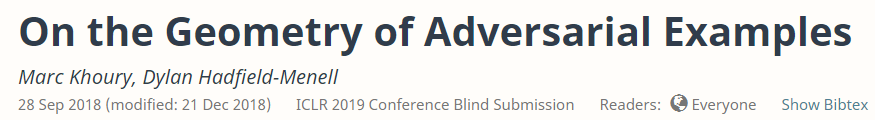 On the Geometry of Adversarial Examples
Marc Khoury, Dylan Hadfield-Menell
28 Sep 2018 (modified: 21 Dec 2018) ICLR 2019 Conference Blind Submission Readers: Everyone Show Bibtex